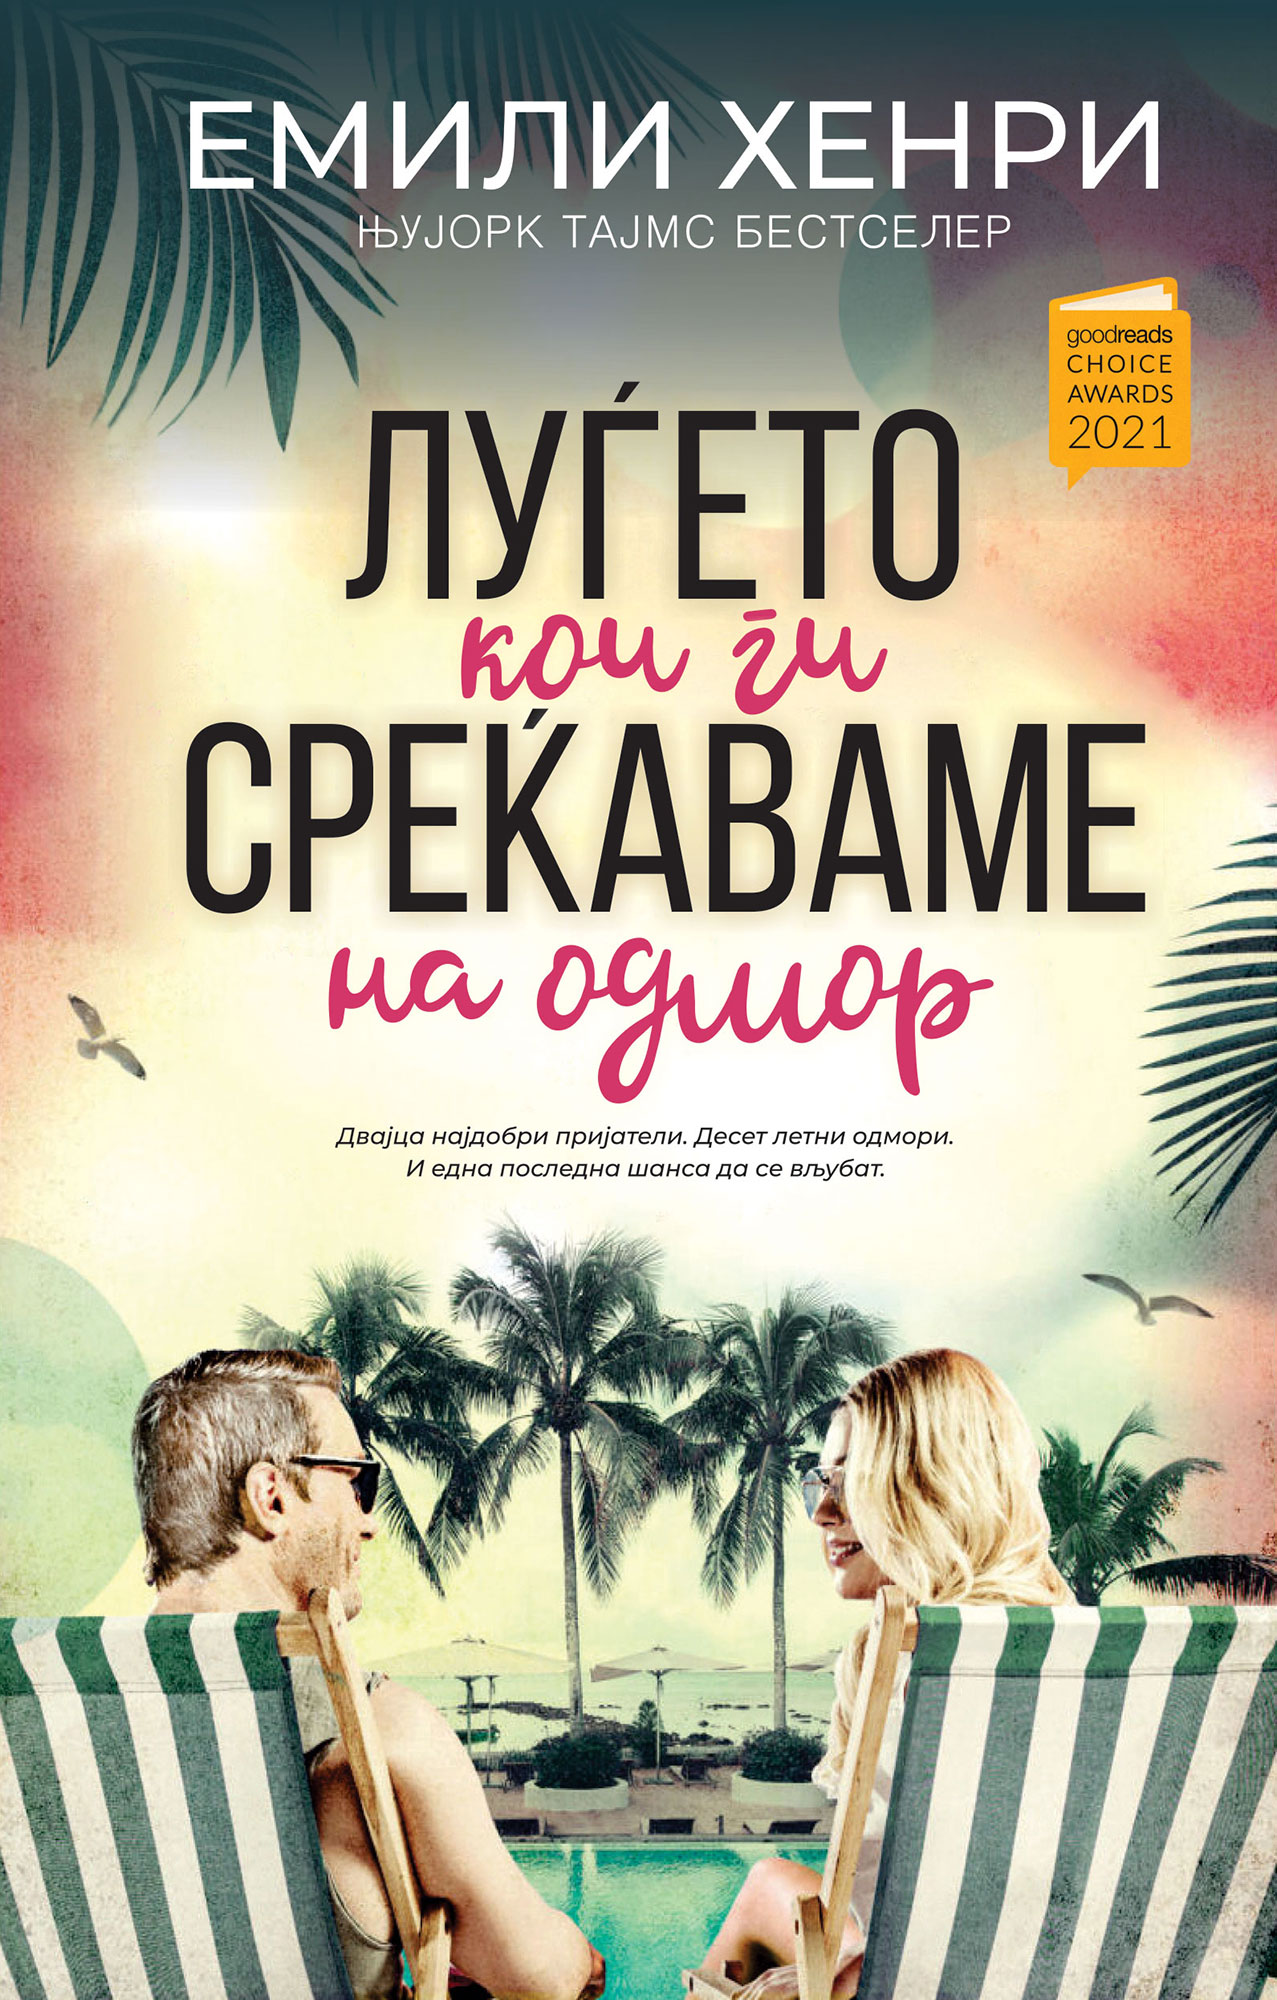 ЕМИЛИ ХЕНРИ
ЊУЈОРК ТАЈМС БЕСТСЕЛЕР
goodreads
CHOICE
AWARDS
2021
ЛУЃЕТО
кои ги
СРЕЌАВАМЕ
на одмор
Двајца најдобри пријатели. Десет летни одмори.
И една последна шанса да се вљубат.